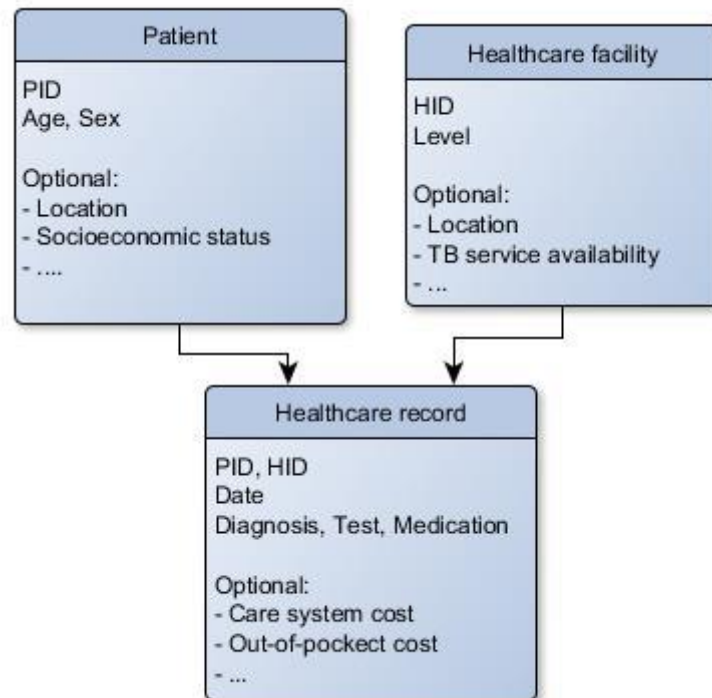 Patient
PID
Age, Sex
Optional:
- Location
- Socioeconomic status
- ....
Healthcare facility
HID
Level
Optional:
- Location
- TB service availability
- ...
Healthcare record
PID, HID
Date
Diagnosis, Test, Medication
Optional:
- Care system cost
- Out-of-pockect cost
- ...